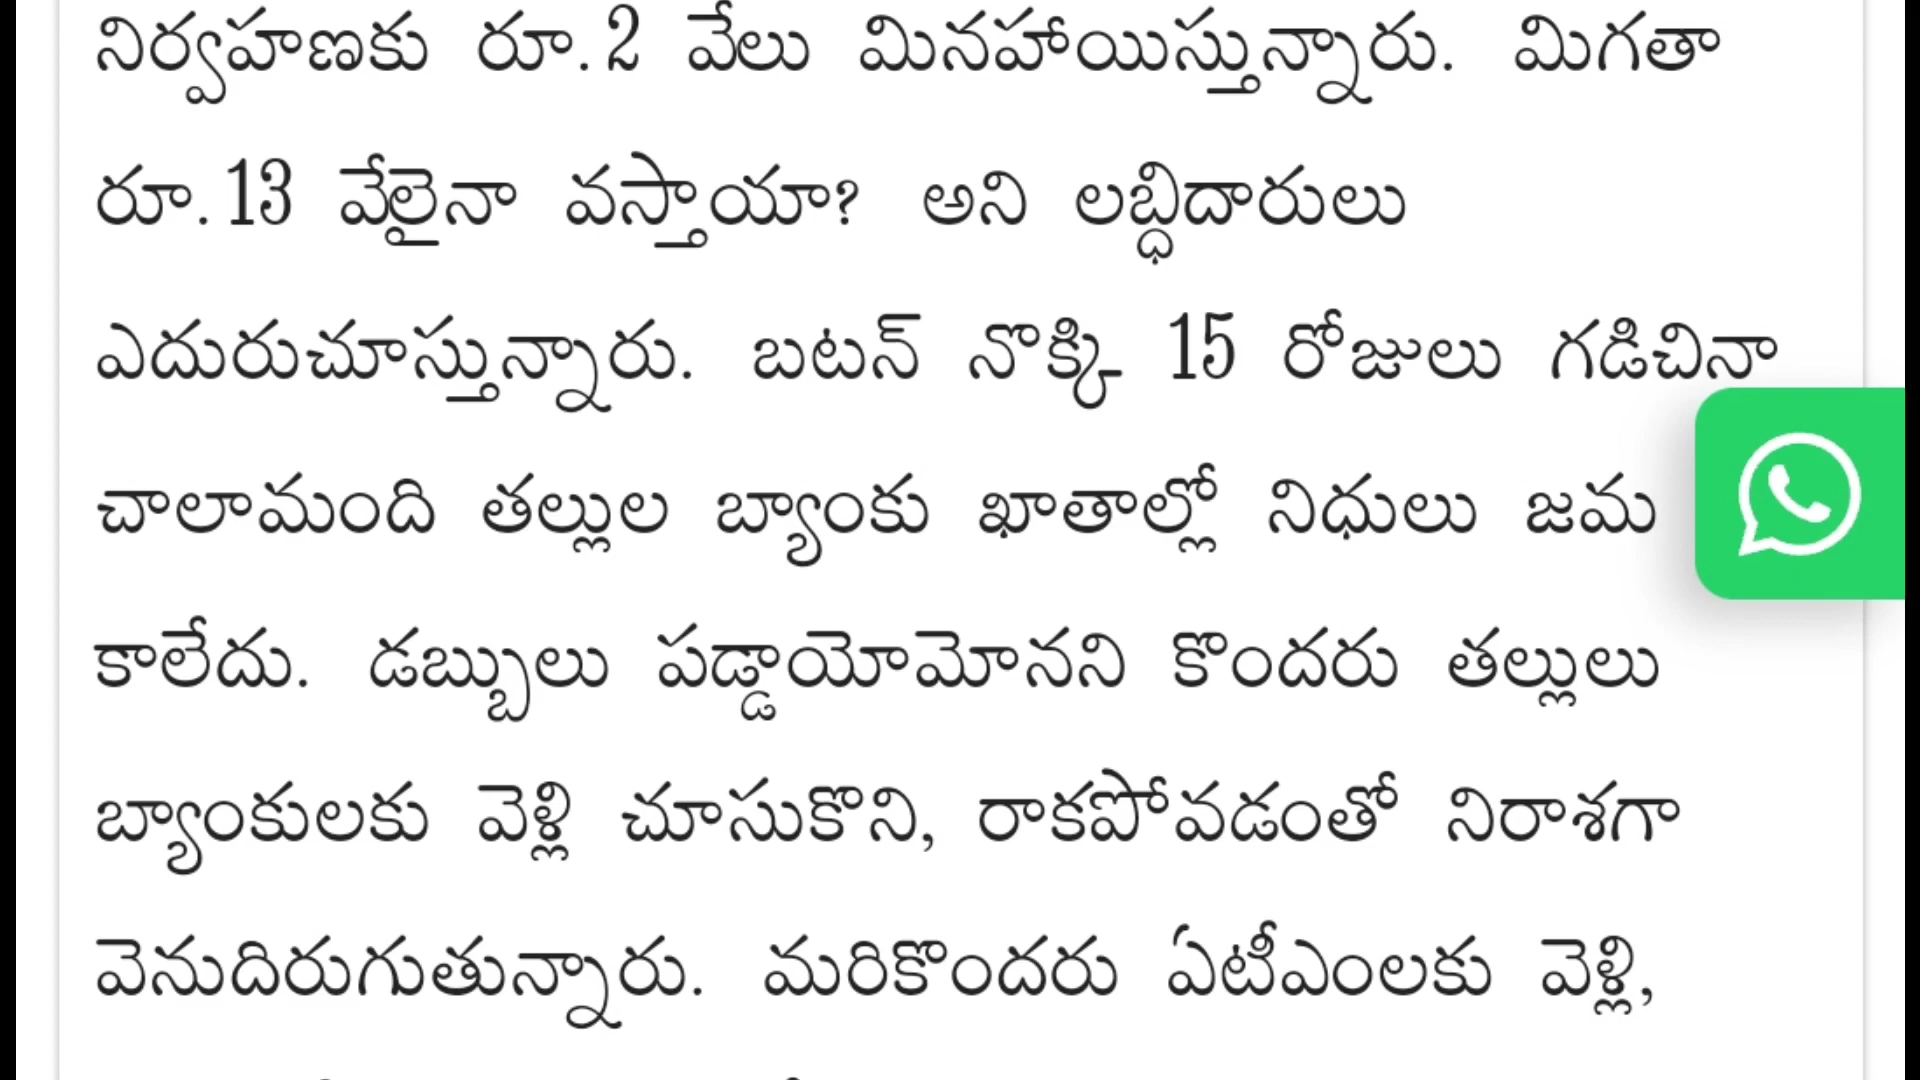 నిర్వహణకు రూ.2 వేలు మినహాయిస్తున్నారు. మిగతా
రూ.13 వేలైనా వస్తాయా? అని లబ్ధిదారులు
ఎదురుచూస్తున్నారు. బటన్ నొక్కి 15 రోజులు గడిచినా
చాలామంది తల్లుల బ్యాంకు ఖాతాల్లో నిధులు జమ
కాలేదు. డబ్బులు పడ్డాయోమోనని కొందరు తల్లులు
బ్యాంకులకు వెళ్లి చూసుకొని, రాకపోవడంతో నిరాశగా
వెనుదిరుగుతున్నారు. మరికొందరు ఏటీఎంలకు వెళ్లి,